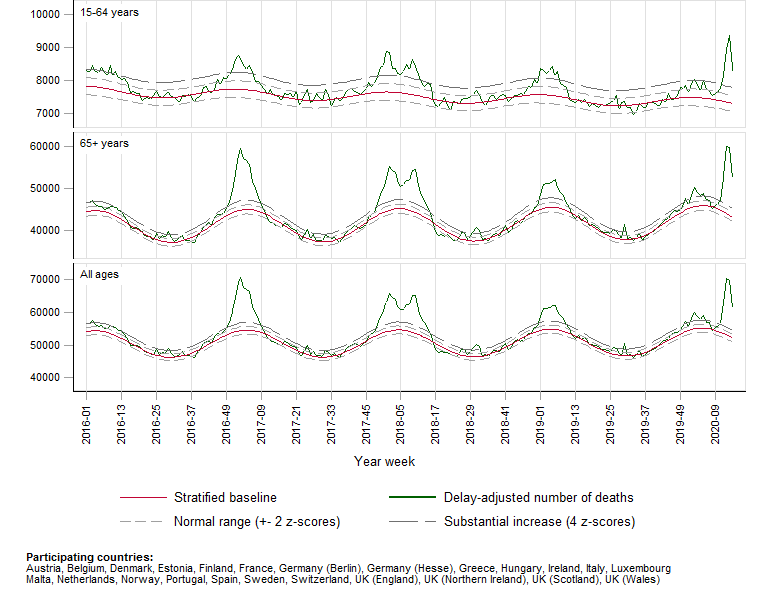 15-64 years
10000
9000
8000
7000
65+ years
60000
50000
40000
All ages
70000
60000
50000
40000
2016-01
2016-13
2016-25
2016-37
2016-49
2017-09
2017-21
2017-33
2017-45
2018-05
2018-17
2018-29
2018-41
2019-01
2019-13
2019-25
2019-37
2019-49
2020-09
Year week
Stratified baseline
Delay-adjusted number of deaths
Normal range (+- 2 z-scores)
Substantial increase (4 z-scores)
Participating countries:
Austria, Belgium, Denmark, Estonia, Finland, France, Germany (Berlin), Germany (Hesse), Greece, Hungary, Ireland, Italy, Luxembourg
Malta, Netherlands, Norway, Portugal, Spain, Sweden, Switzerland, UK (England), UK (Northern Ireland), UK (Scotland), UK (Wales)